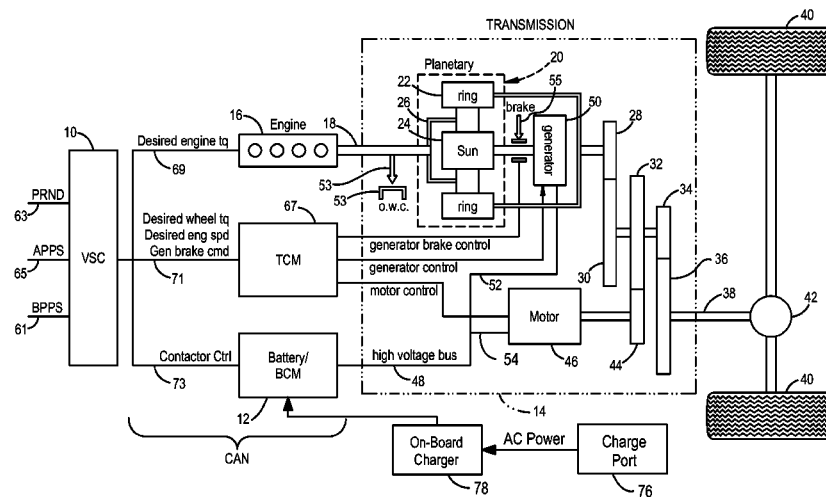 TRANSMISSION
40
Planetary
20
22
ring
55
26
brake
50
28
10
16
Engine
18
24
Sun
generator
32
Desired engine tq
34
69
53
53
o.w.c.
PRND
63
67
ring
Desired wheel tq
Desired eng spd
Gen brake cmd
VSC
TCM
generator brake control
APPS
65
71
generator control
52
30
36
motor control
38
42
BPPS
61
Motor
Contactor Ctrl
Battery/
BCM
high voltage bus
54
46
44
73
12
48
14
40
CAN
On-Board
Charger
AC Power
Charge
Port
78
76